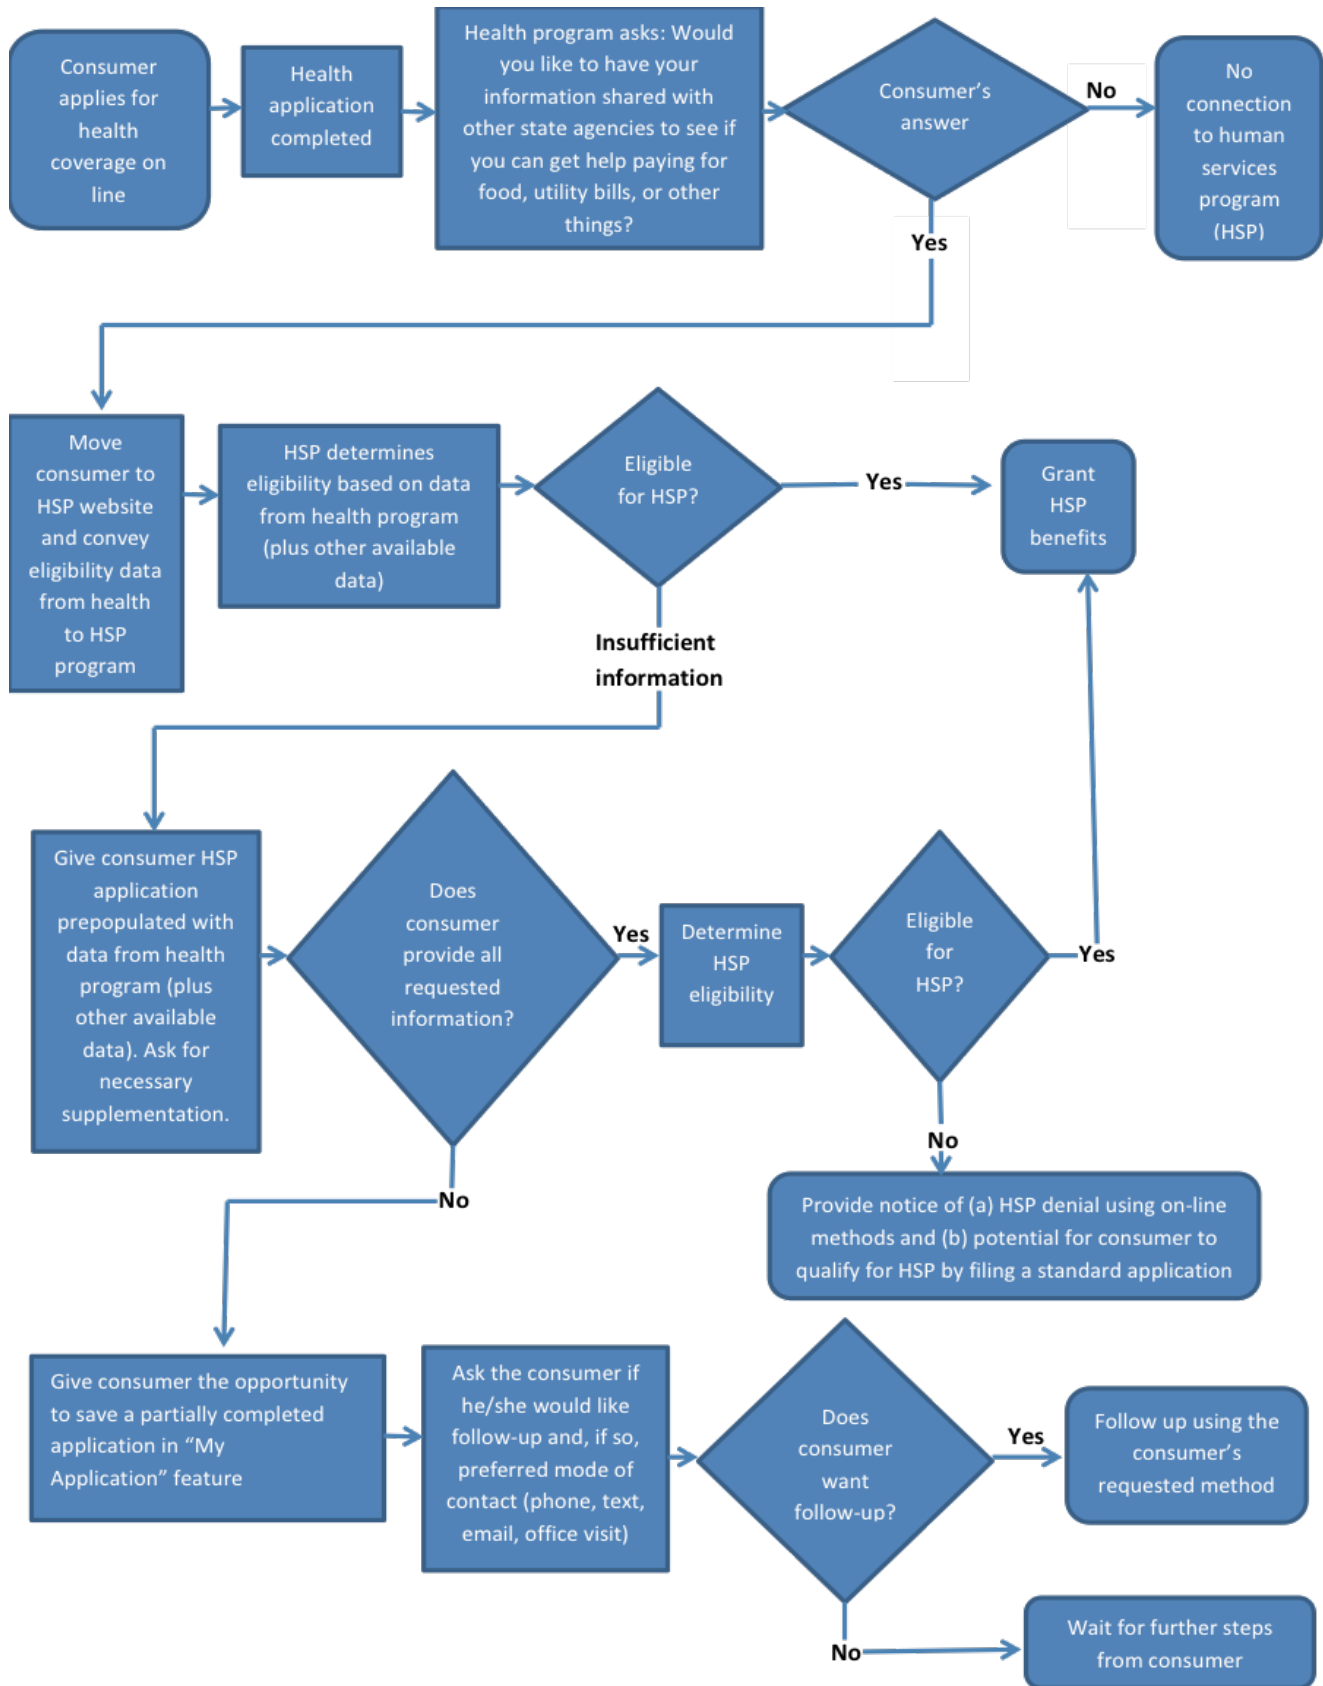 Consumer
applies for
health
coverage on
line
Health
application
completed
Health program asks: Would
you like to have your
information shared with
other state agencies to see if
you can get help paying for
food, utility bills, or other
things?
Consumer's
answer
No
No
connection
to human
services
program
(HSP)
Yes
Move
consumer to
HSP website
and convey
eligibility data
from health
to HSP
program
HSP determines
eligibility based on data
from health program
(plus other available
data)
Eligible
for HSP?
Yes
Grant
HSP
benefits
Insufficient
information
Give consumer HSP
application
prepopulated with
data from health
program (plus
other available
data). Ask for
necessary
supplementation.
Does
consumer
provide all
requested
information?
Yes
Determine
HSP
eligibility
Eligible
for
HSP?
Yes
No
No
Provide notice of (a) HSP denial using on-line
methods and (b) potential for consumer to
qualify for HSP by filing a standard application
Give consumer the opportunity
to save a partially completed
application in “My
Application” feature
Ask the consumer if
he/she would like
follow-up and, if so,
preferred mode of
contact (phone, text,
email, office visit)
Does
consumer
want
follow-up?
Yes
Follow up using the
consumer’s
requested method
No
Wait for further steps
from consumer